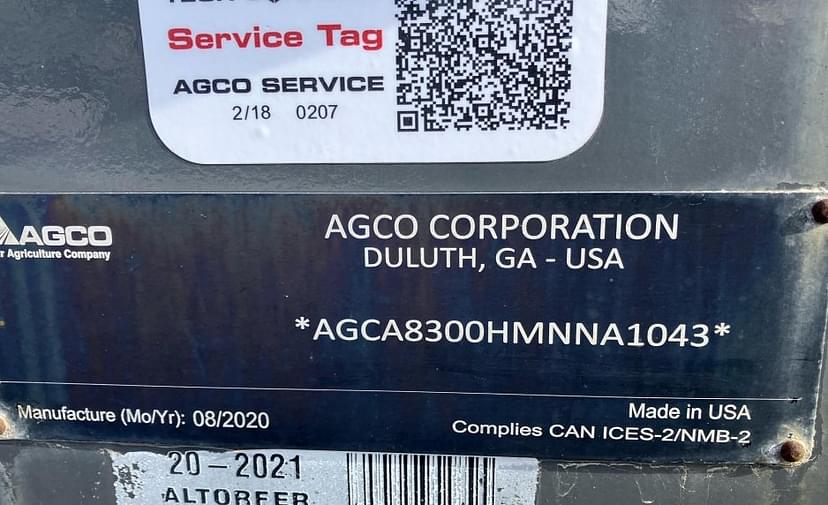 Service Tag
AGCO SERVICE
2/18 0207
AGCO
Agriculture Company
AGCO CORPORATION
DULUTH, GA - USA
*AGCA8300HMNNA1043*
Manufacture (Mo/Yr): 08/2020
Made in USA
Complies CAN ICES-2/NMB-2
20-2021
ALTORFER